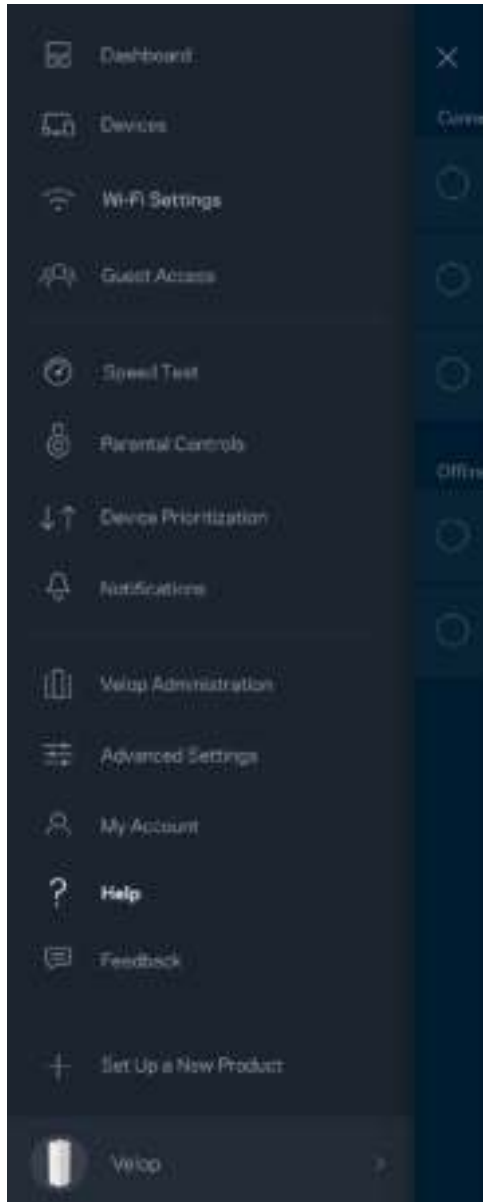 Dashboard
Devices
Wi-Fi Settings
Guest Access
Speed Test
Parental Controls
Device Prioritization
Notifications
Velop Administration
Advanced Settings
My Account
? Help
Feedback
+ Set Up a New Product
Velop